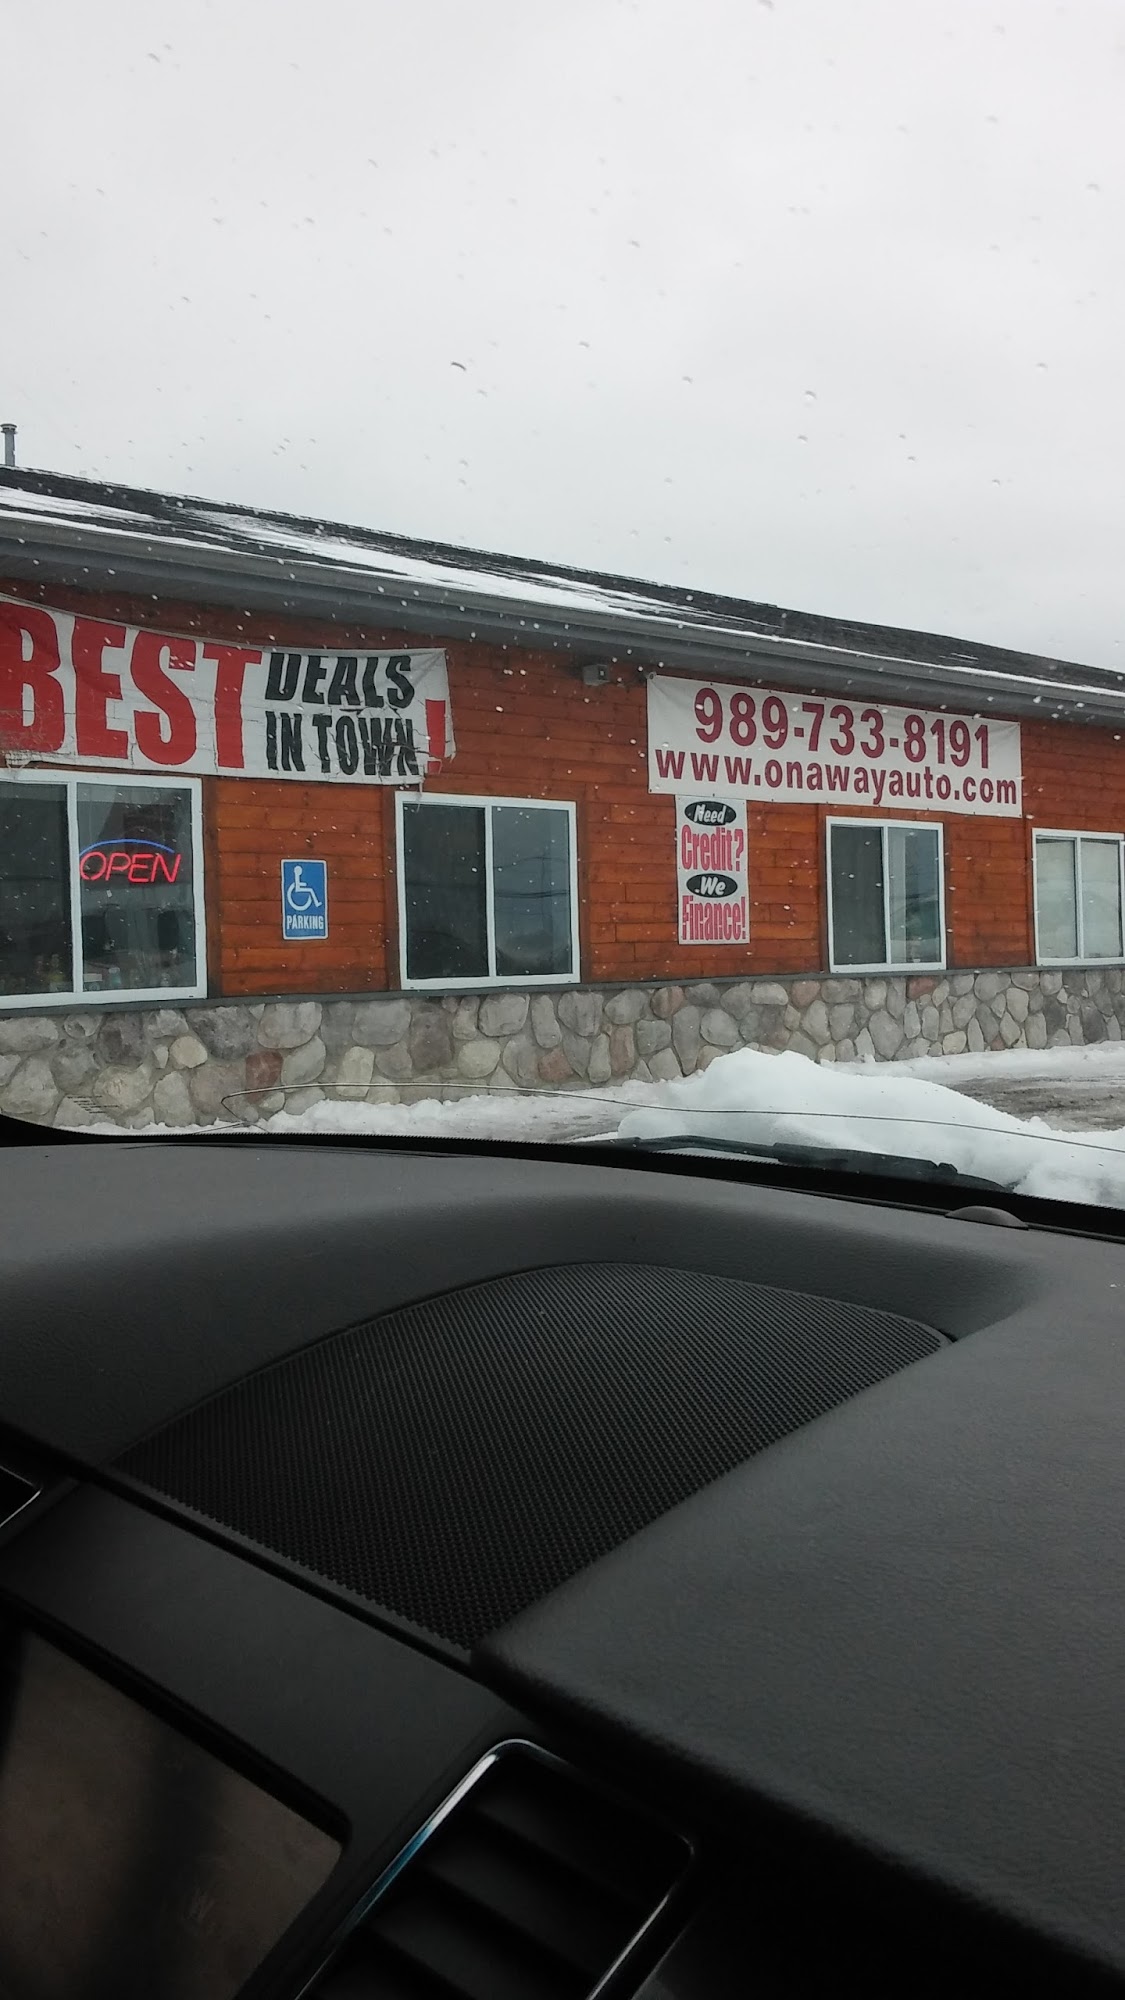 BEST DEALS
IN TOWN!
989-733-8191
www.onawayauto.com
Need
Credit?
We
Finance!
OPEN
PARKING